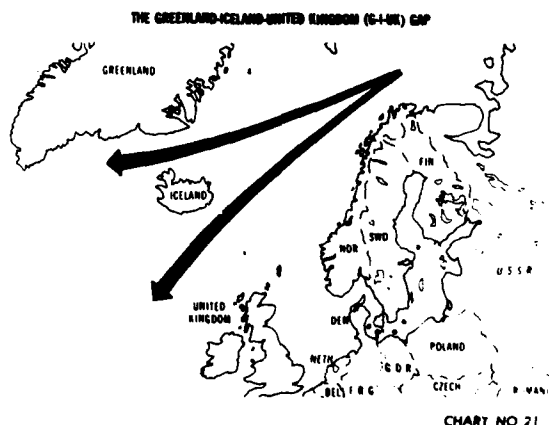 THE GREENLAND-ICELAND-UNITED KINGDOM (G-I-UK) GAP
GREENLAND
ICELAND
FIN
NOR
SWD
U S S R
UNITED
KINGDOM
DEN
POLAND
NETH
G D R
BEL
F R G
CZECH
CHART NO 21